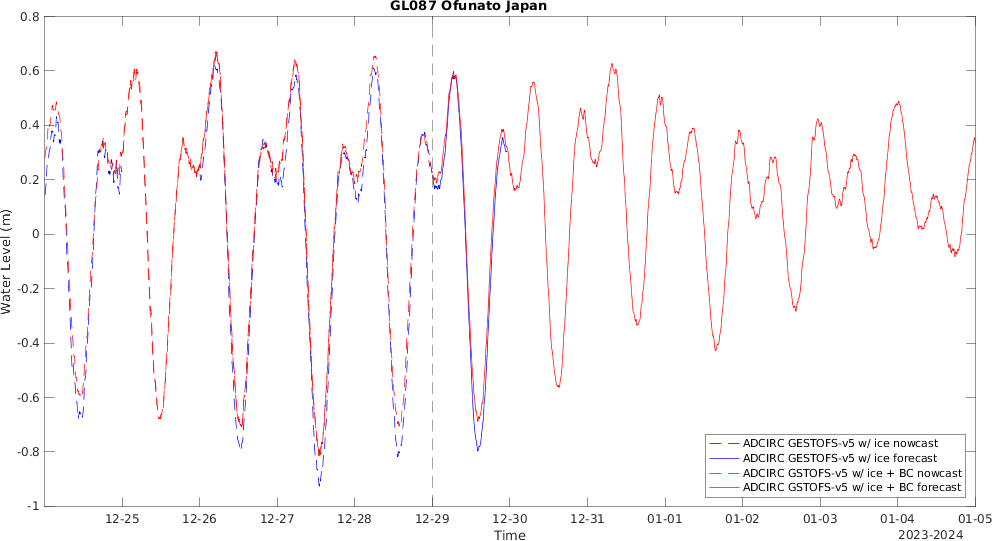 GL087 Ofunato Japan
0.8
0.6
0.4
0.2
0
-0.2
-0.4
-0.6
-0.8
-1
Water Level (m)
12-25 12-26 12-27 12-28 12-29 12-30 12-31 01-01 01-02 01-03 01-04 01-05
Time
2023-2024
ADCIRC GESTOFS-v5 w/ ice nowcast
ADCIRC GESTOFS-v5 w/ ice forecast
ADCIRC GSTOFS-v5 w/ ice + BC nowcast
ADCIRC GSTOFS-v5 w/ ice + BC forecast